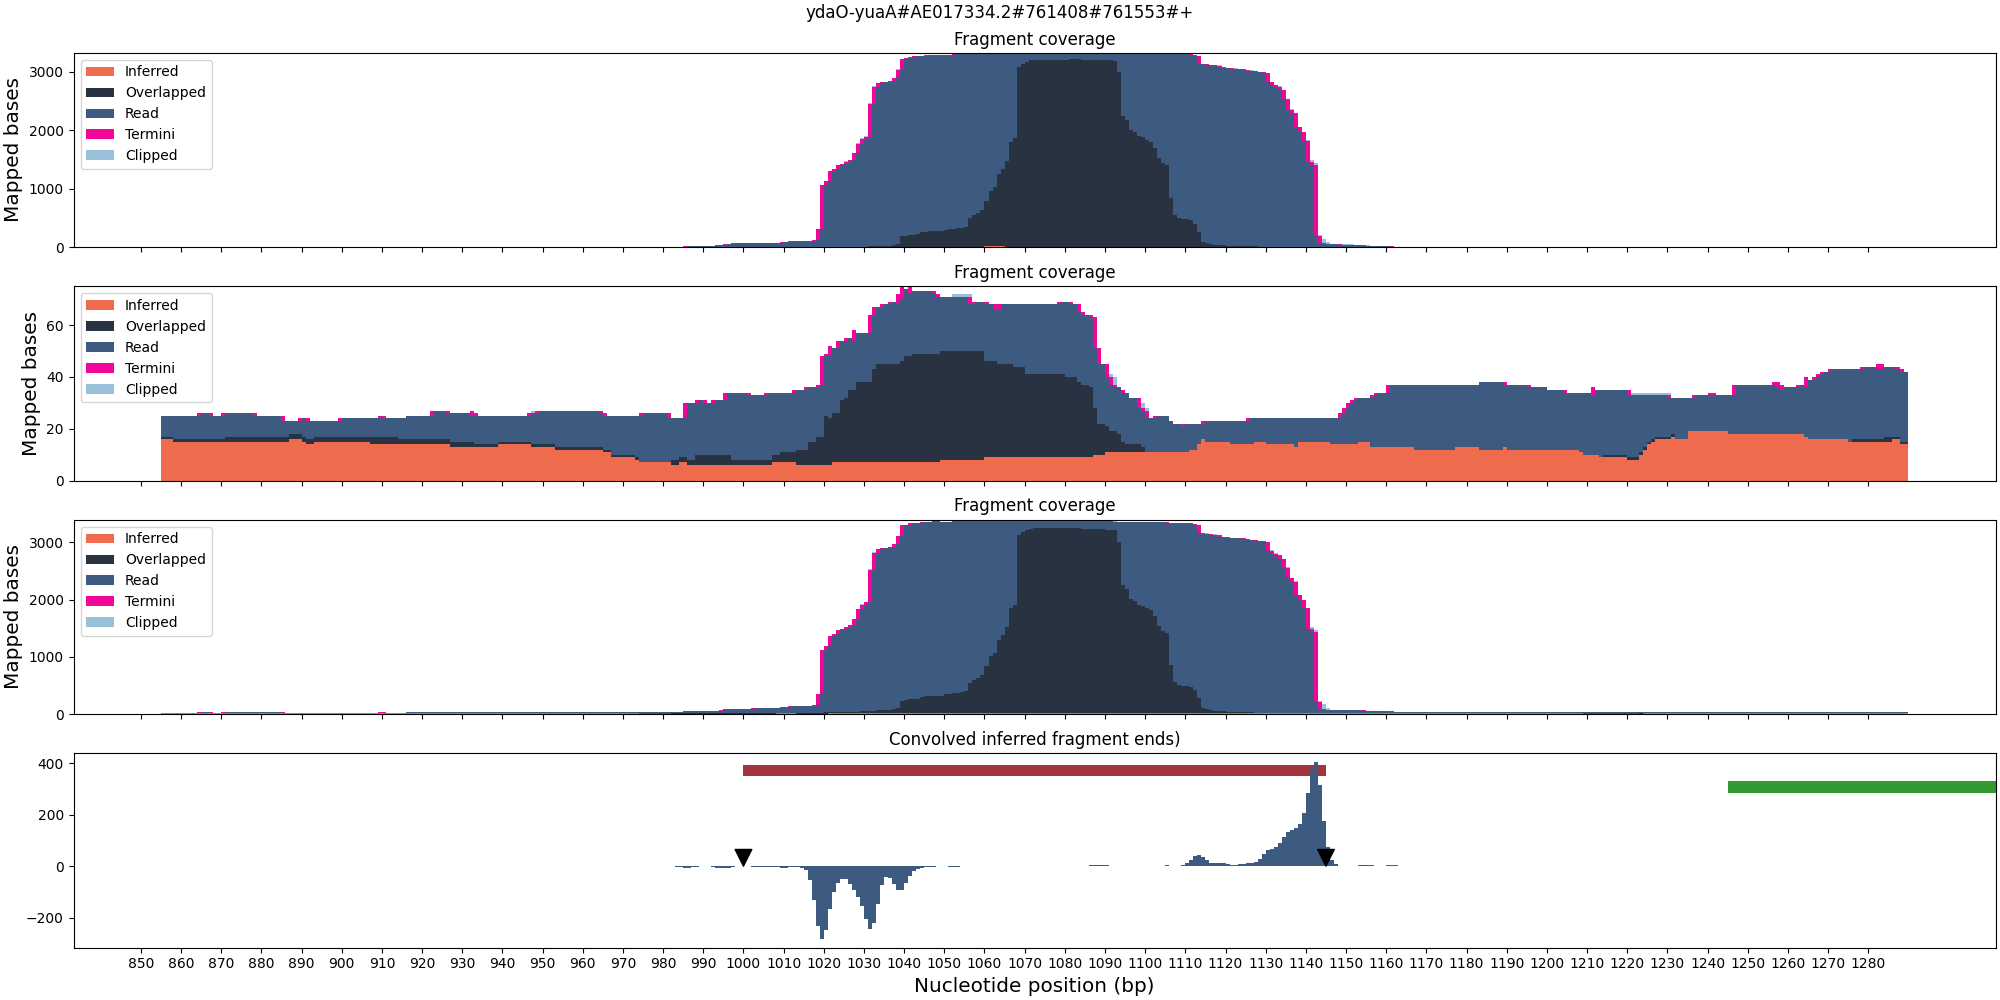 ydaO-yuaA#AE017334.2#761408#761553#+
Fragment coverage
Mapped bases
3000
2000
1000
0
Inferred
Overlapped
Read
Termini
Clipped
Fragment coverage
Mapped bases
60
40
20
0
Inferred
Overlapped
Read
Termini
Clipped
Fragment coverage
Mapped bases
3000
2000
1000
0
Inferred
Overlapped
Read
Termini
Clipped
Convolved inferred fragment ends)
400
200
0
−200
850 860 870 880 890 900 910 920 930 940 950 960 970 980 990 1000 1010 1020 1030 1040 1050 1060 1070 1080 1090 1100 1110 1120 1130 1140 1150 1160 1170 1180 1190 1200 1210 1220 1230 1240 1250 1260 1270 1280
Nucleotide position (bp)